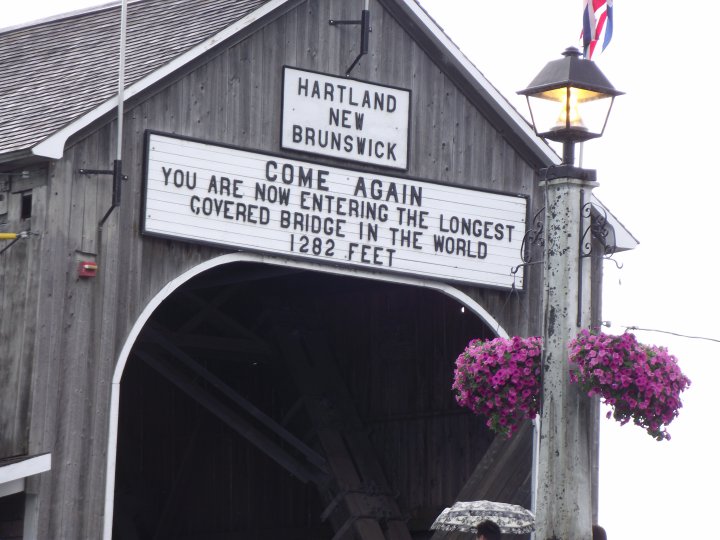 HARTLAND
NEW
BRUNSWICK
COME AGAIN
YOU ARE NOW ENTERING THE LONGEST
COVERED BRIDGE IN THE WORLD
1282 FEET